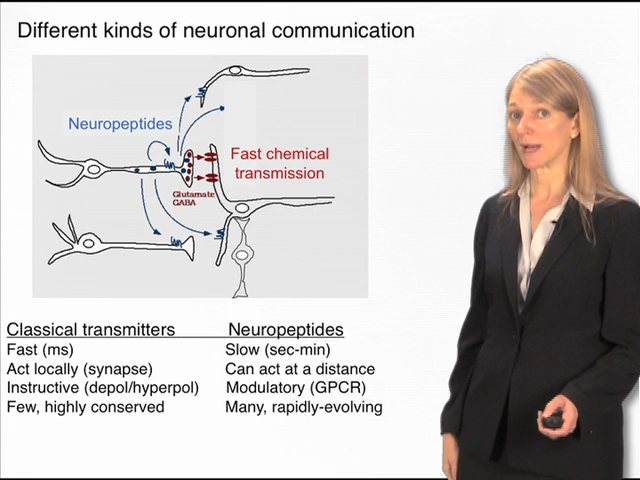 Different kinds of neuronal communication
Neuropeptides
Fast chemical
transmission
Glutamate
GABA
Classical transmitters Neuropeptides
Fast (ms) Slow (sec-min)
Act locally (synapse) Can act at a distance
Instructive (depol/hyperpol) Modulatory (GPCR)
Few, highly conserved Many, rapidly-evolving